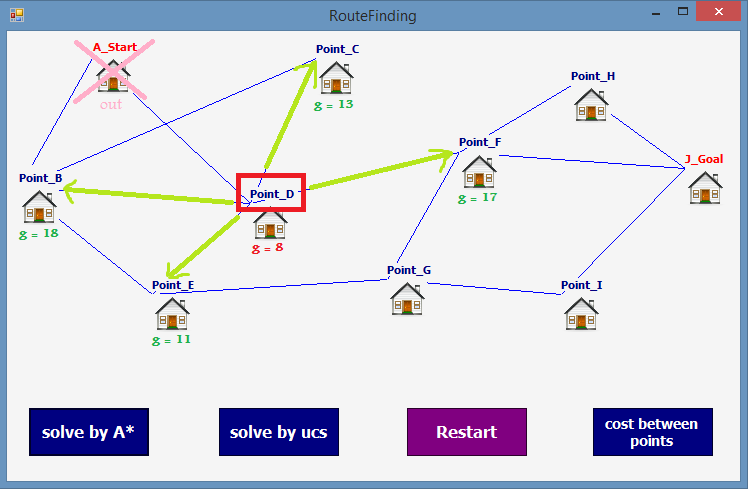 RouteFinding
A_Start
Point_C
Point_H
out
g = 13
Point_F
J_Goal
Point_B
Point_D
g = 17
g = 18
g = 8
Point_G
Point_E
Point_I
g = 11
solve by A*
solve by ucs
Restart
cost between
points